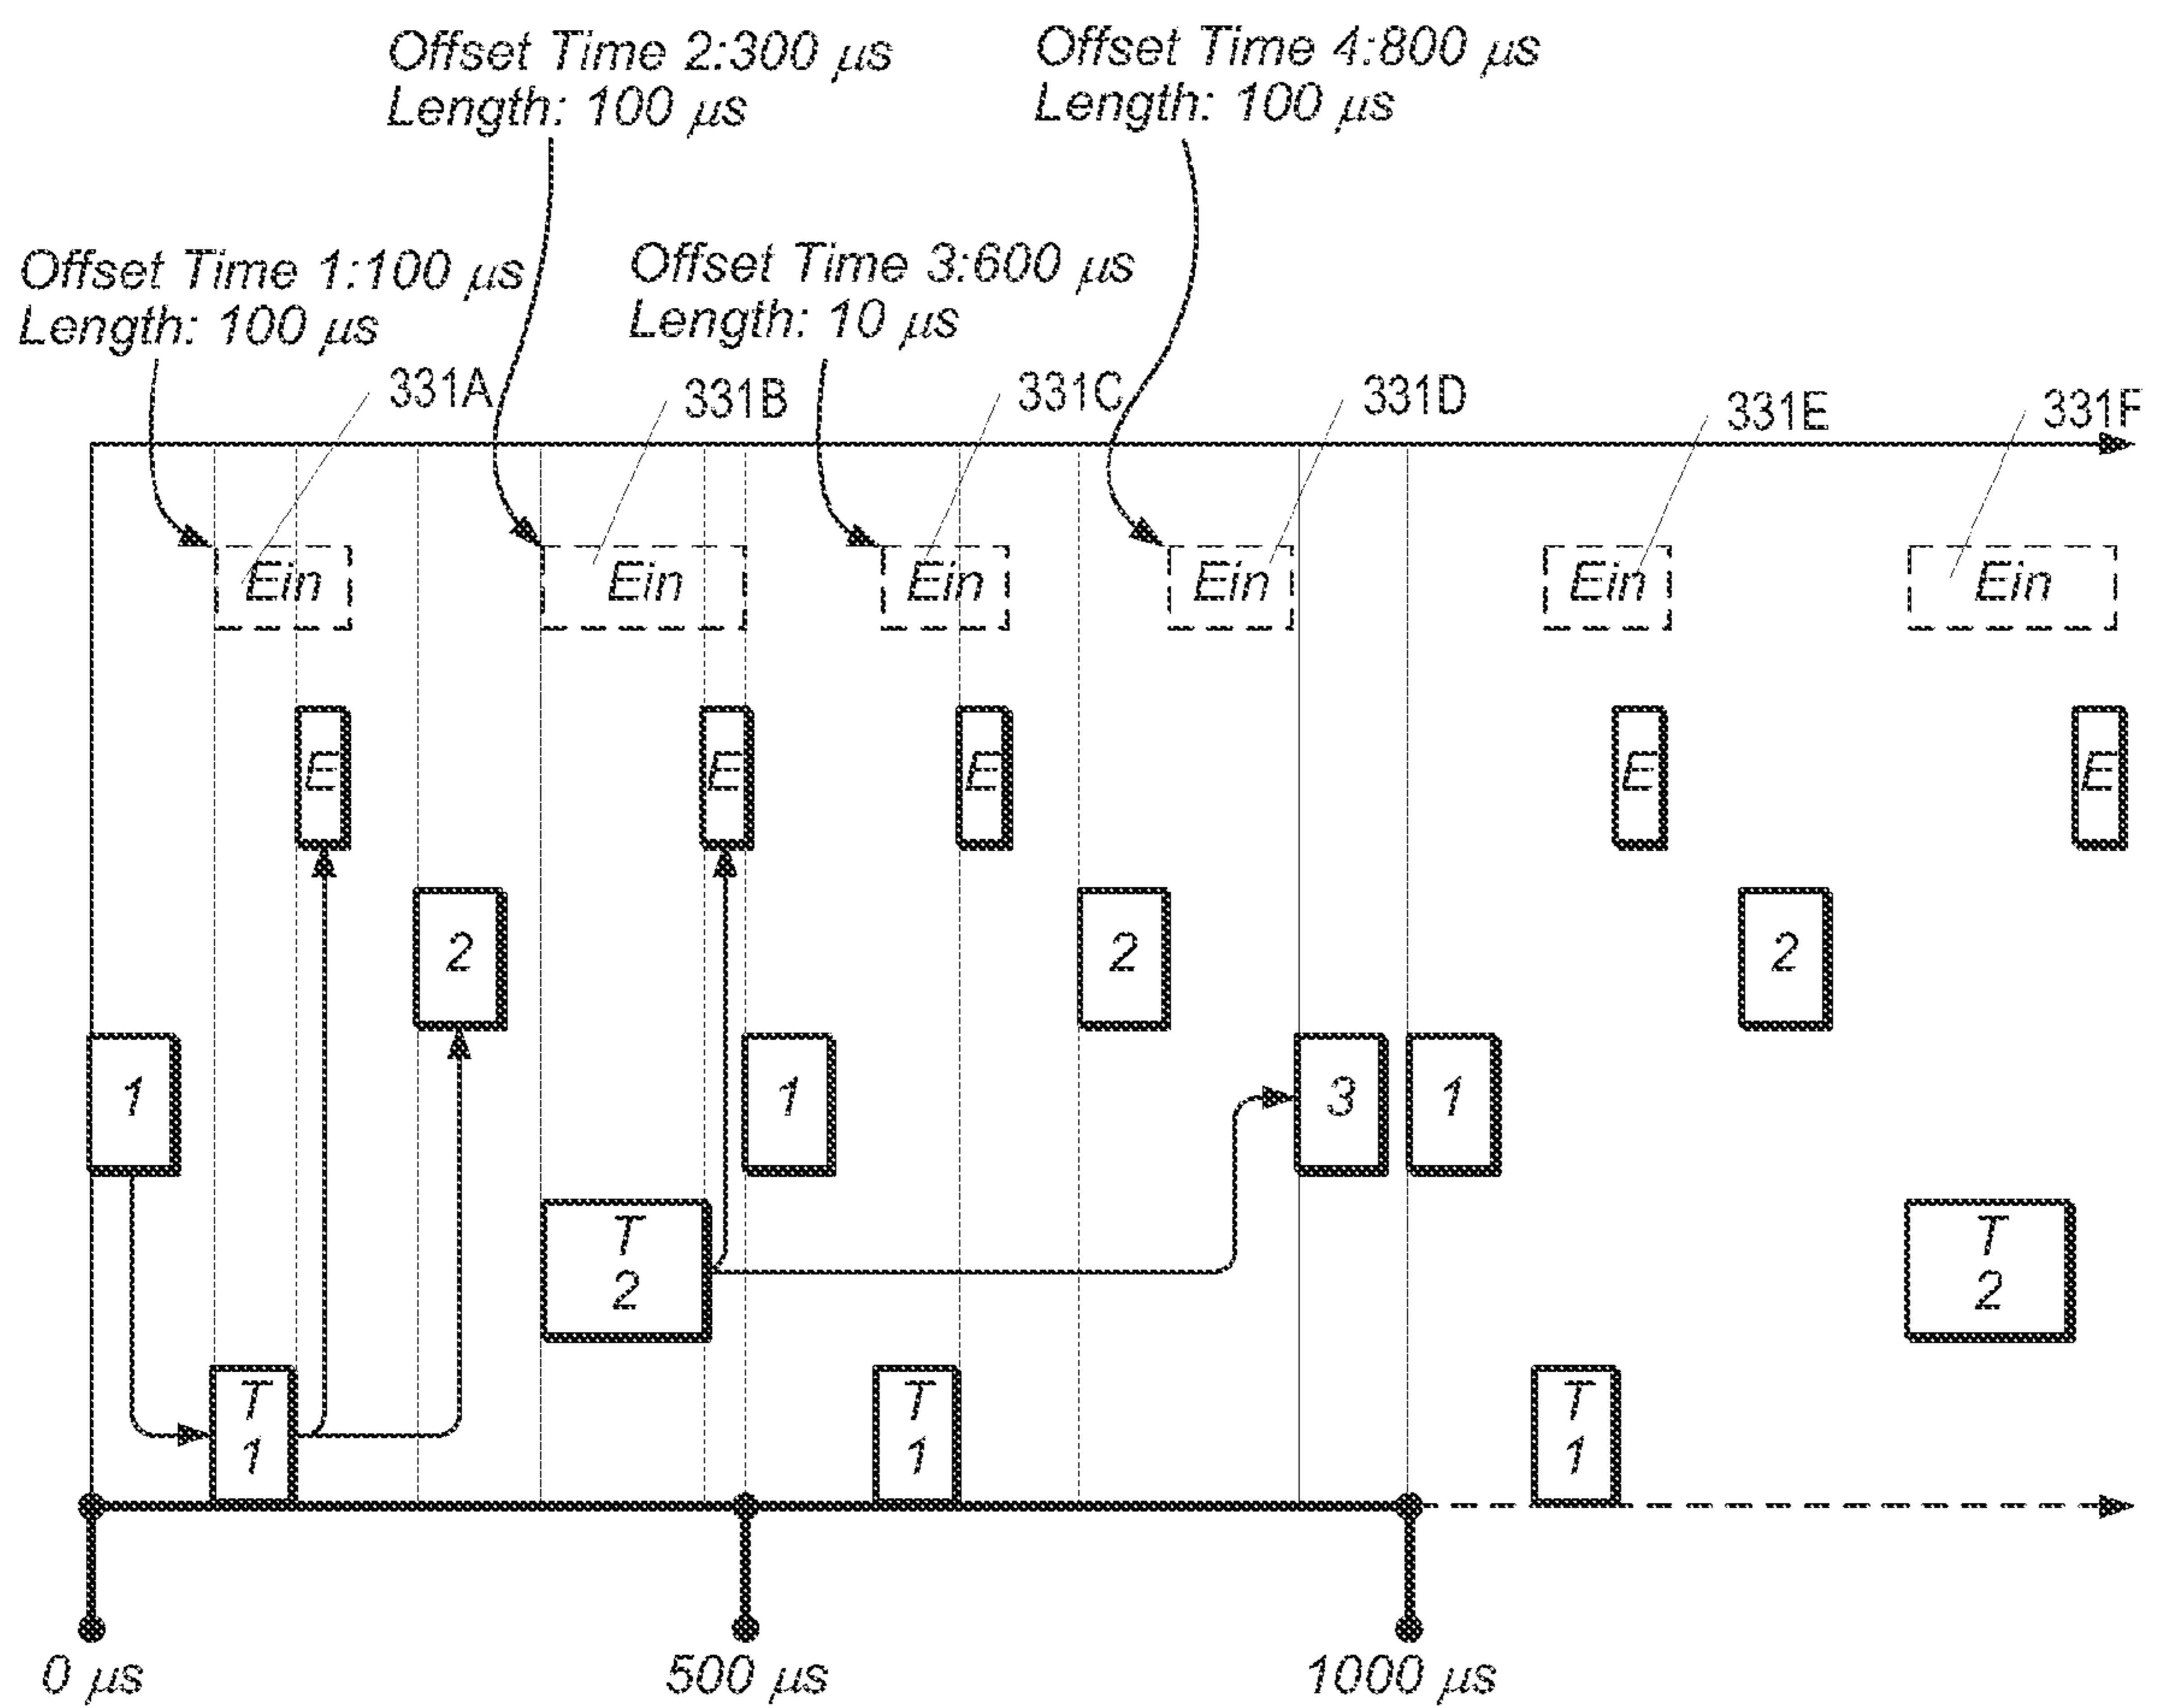 Offset Time 2:300 μs
Length: 100 μs
Offset Time 4:800 μs
Length: 100 μs
Offset Time 1:100 μs
Length: 100 μs
Offset Time 3:600 μs
Length: 10 μs
331A
331B
331C
331D
331E
331F
Ein
Ein
Ein
Ein
Ein
Ein
E
E
E
E
E
2
2
2
1
1
3
1
T
2
T
2
T
1
T
1
T
1
0 μs
500 μs
1000 μs